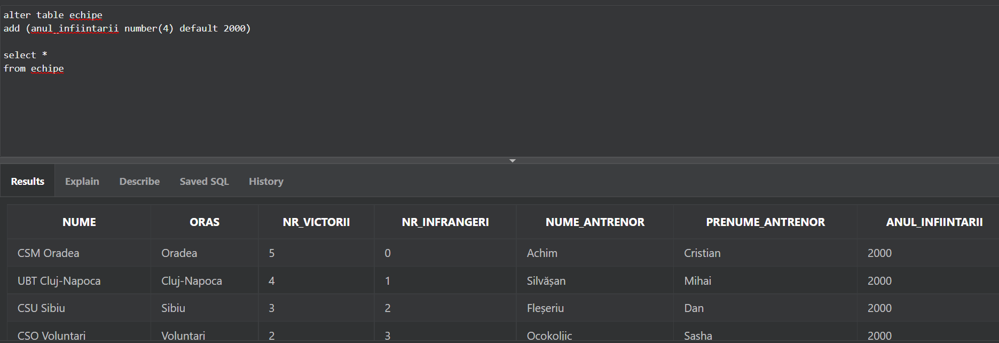 alter table echipe
add (anul_infiintarii number(4) default 2000)
select *
from echipe
Results Explain Describe Saved SQL History
NUME ORAS NR_VICTORII NR_INFRANGERI NUME_ANTRENOR PRENUME_ANTRENOR ANUL_INFIINTARII
CSM Oradea Oradea 5 0 Achim Cristian 2000
UBT Cluj-Napoca Cluj-Napoca 4 1 Silvășan Mihai 2000
CSU Sibiu Sibiu 3 2 Fleșeriu Dan 2000
CSO Voluntari Voluntari 2 3 Ocokoljic Sasha 2000